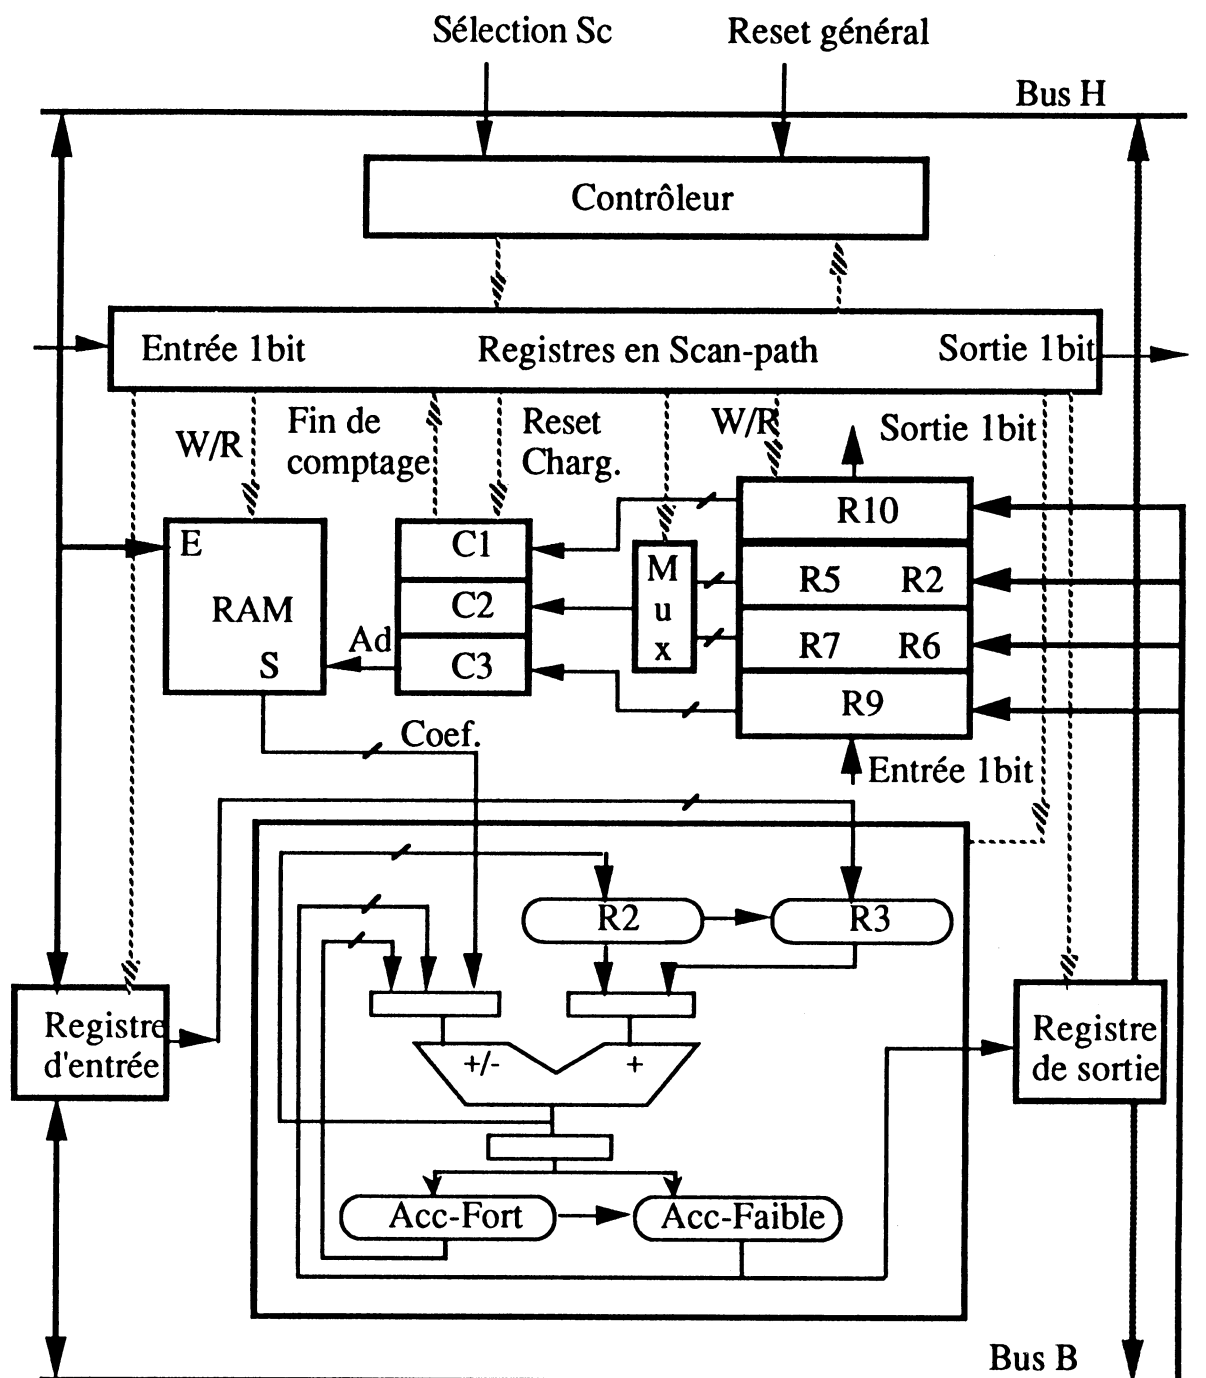 Sélection Sc
Reset général
Bus H
Contrôleur
Entrée 1bit
Registres en Scan-path
Sortie 1bit
W/R
Fin de
comptage
Reset
Charg.
W/R
Sortie 1bit
E
RAM
S
Ad
C1
C2
C3
M
u
x
R10
R5 R2
R7 R6
R9
Entrée 1bit
Coef.
R2
R3
Registre
d'entrée
+/-
+
Registre
de sortie
Acc-Fort
Acc-Faible
Bus B